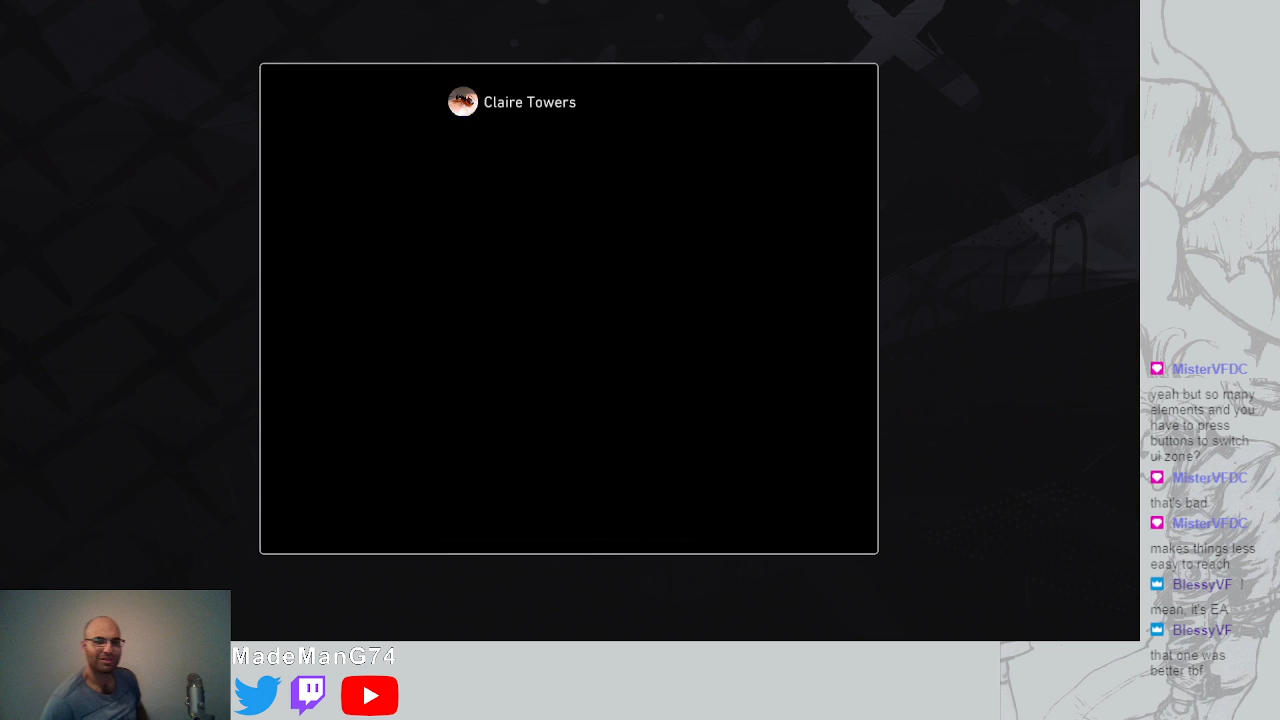 Claire Towers
MisterVFDC
yeah but so many
elements and you
have to press
buttons to switch
ui zone?
MisterVFDC
that's bad
MisterVFDC
makes things less
easy to reach
BlessyVF I
mean, it's EA
BlessyVF
that one was
better tbf
MadeManG74